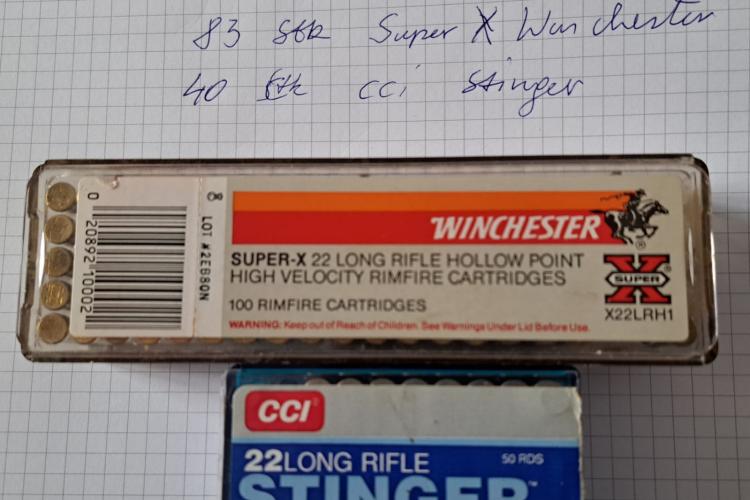 83 Stk Super X Winchester
40 Stk cci Stinger
0 20892 10002
8
LOT #2EB80N
WINCHESTER
®
SUPER-X 22 LONG RIFLE HOLLOW POINT
HIGH VELOCITY RIMFIRE CARTRIDGES
100 RIMFIRE CARTRIDGES
WARNING: Keep out of Reach of Children. See Warnings Under Lid Before Use.
X ®
SUPER
X22LRH1
CCI
22 LONG RIFLE
50 RDS
STINGER™